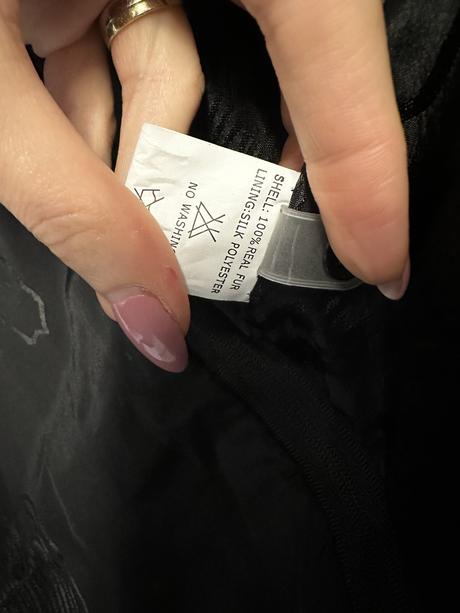 SHELL: 100%REAL FUR
LINING:SILK POLYESTER
NO WASHIN